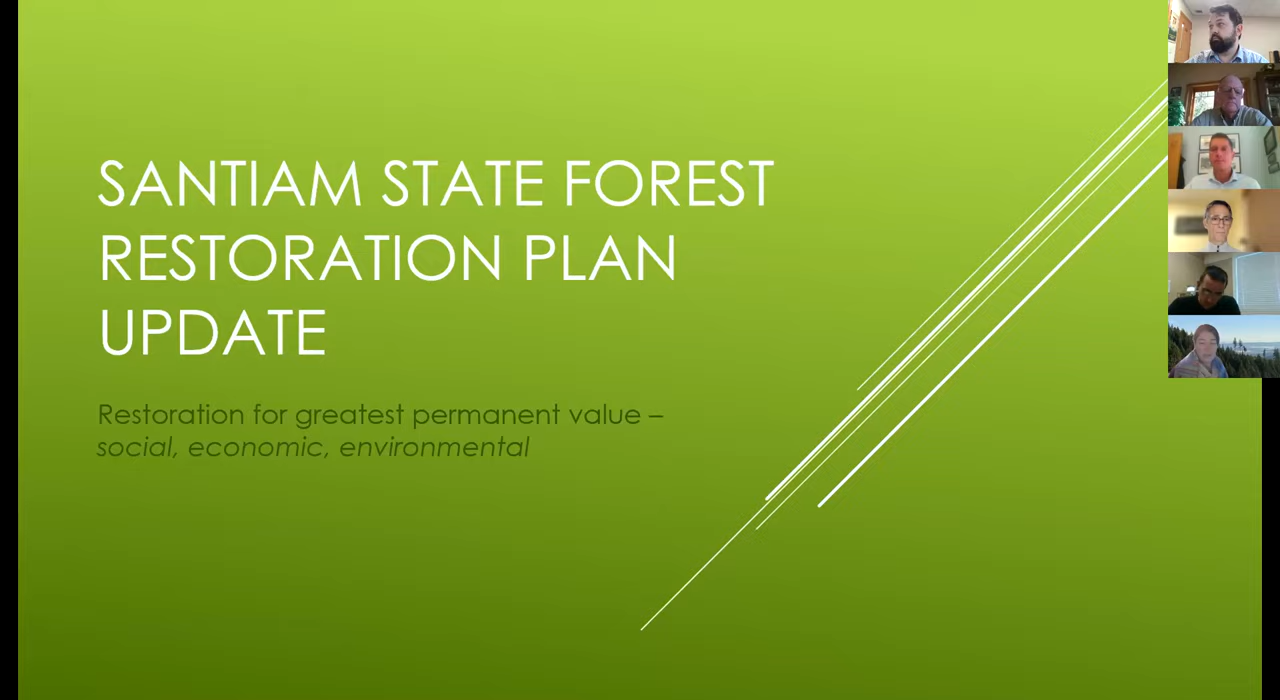 SANTIAM STATE FOREST
RESTORATION PLAN
UPDATE
Restoration for greatest permanent value –
social, economic, environmental